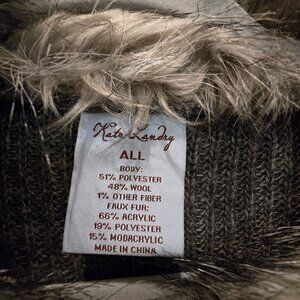 Kate Landry
ALL
BODY:
51% POLYESTER
48% WOOL
1% OTHER FIBER
FAUX FUR:
66% ACRYLIC
19% POLYESTER
15% MODACRYLIC
MADE IN CHINA